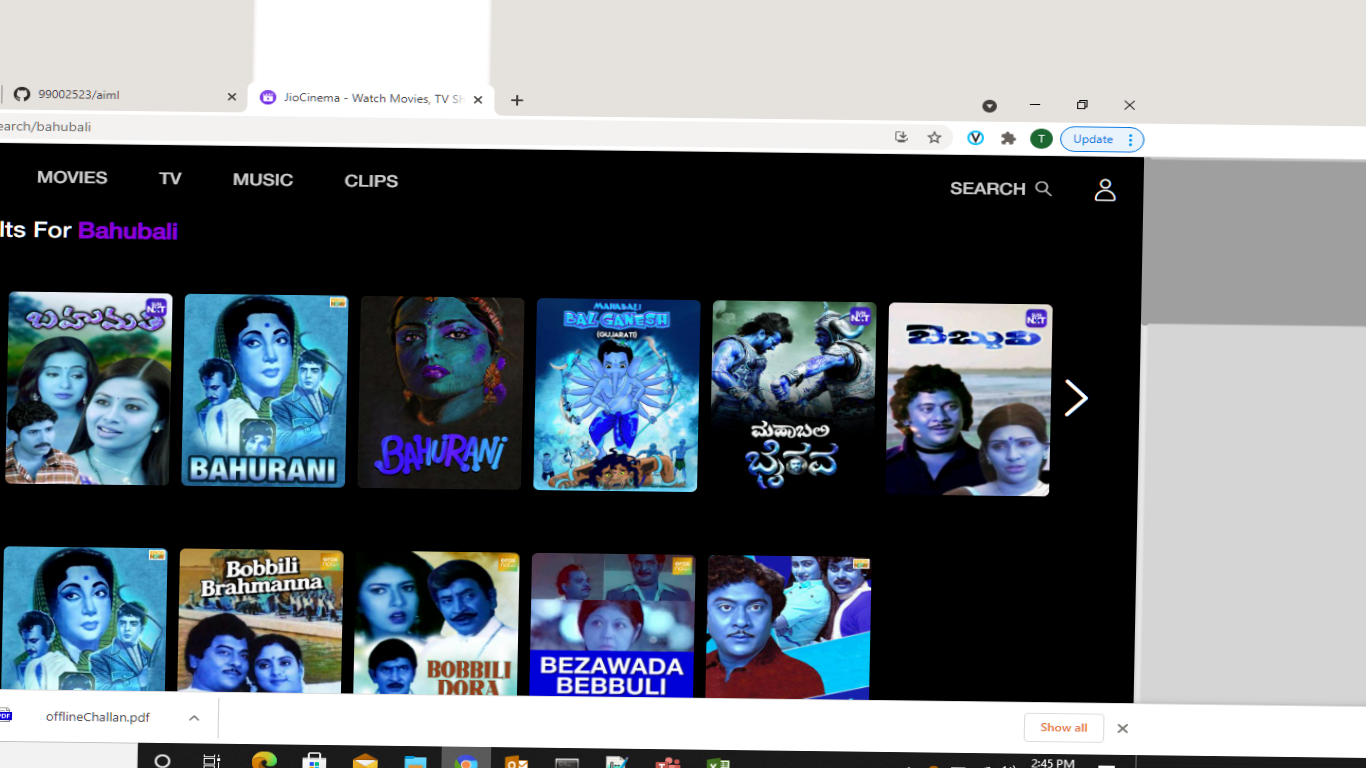 99002523/aiml
JioCinema - Watch Movies, TV Sh
earch/bahubali
T
Update
MOVIES
TV
MUSIC
CLIPS
SEARCH
lts For Bahubali
ಬಹುಮತಿ
BAHURANI
BAHURANI
MAHABALI
BAL GANESH
(GUJARATI)
ಮಹಾಬಲಿ
ಭೈರವ
బెబ్బులి
Bobbili
Brahmanna
BOBBILI
DORA
BEZAWADA
BEBBULI
PDF
offlineChallan.pdf
Show all
2:45 PM